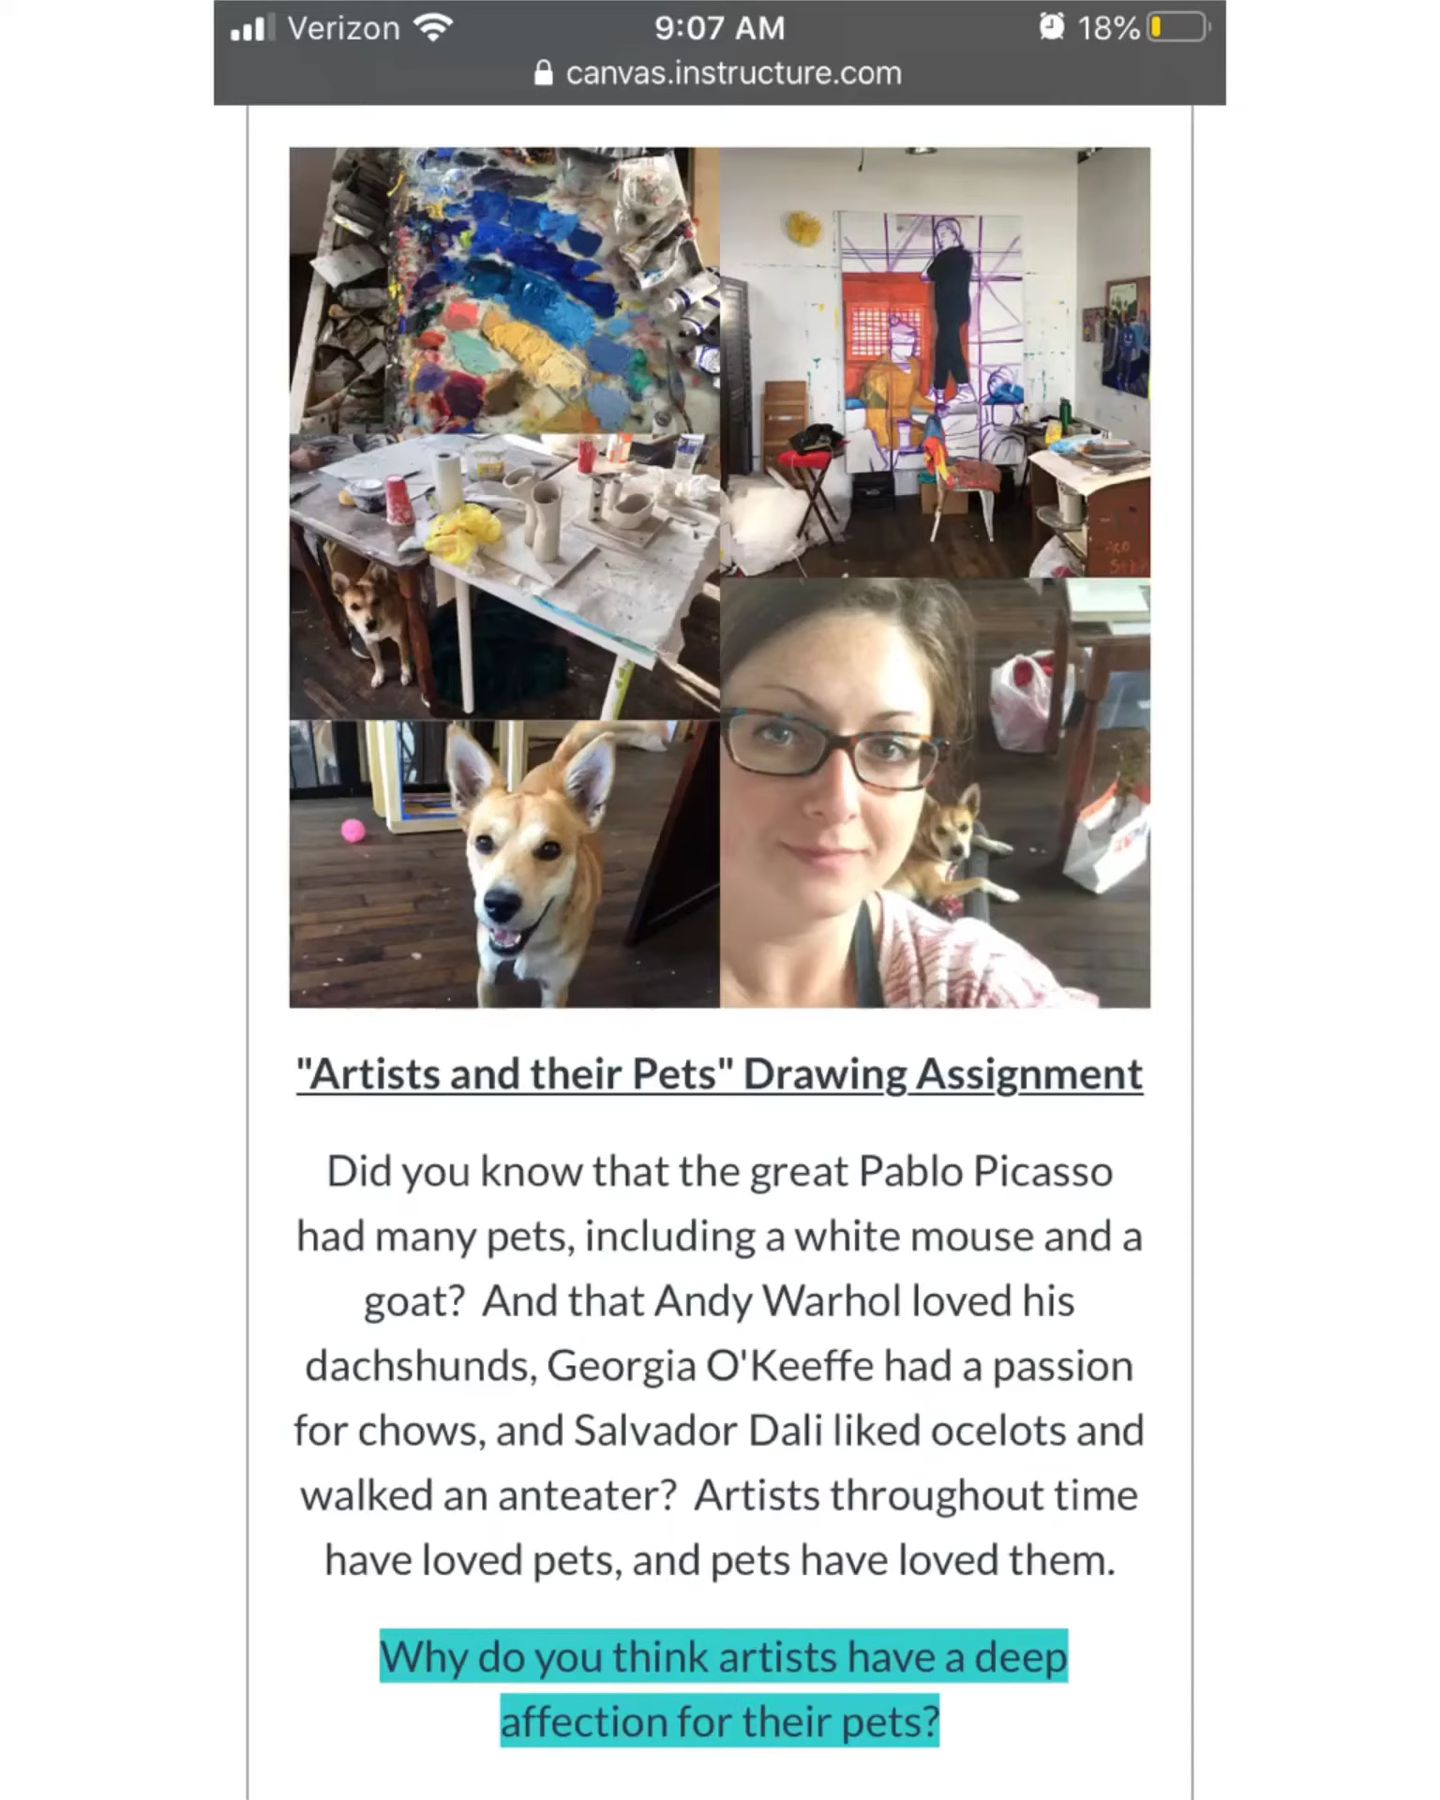 Verizon 9:07 AM 18%
canvas.instructure.com
"Artists and their Pets" Drawing Assignment
Did you know that the great Pablo Picasso
had many pets, including a white mouse and a
goat? And that Andy Warhol loved his
dachshunds, Georgia O'Keeffe had a passion
for chows, and Salvador Dali liked ocelots and
walked an anteater? Artists throughout time
have loved pets, and pets have loved them.
Why do you think artists have a deep
affection for their pets?